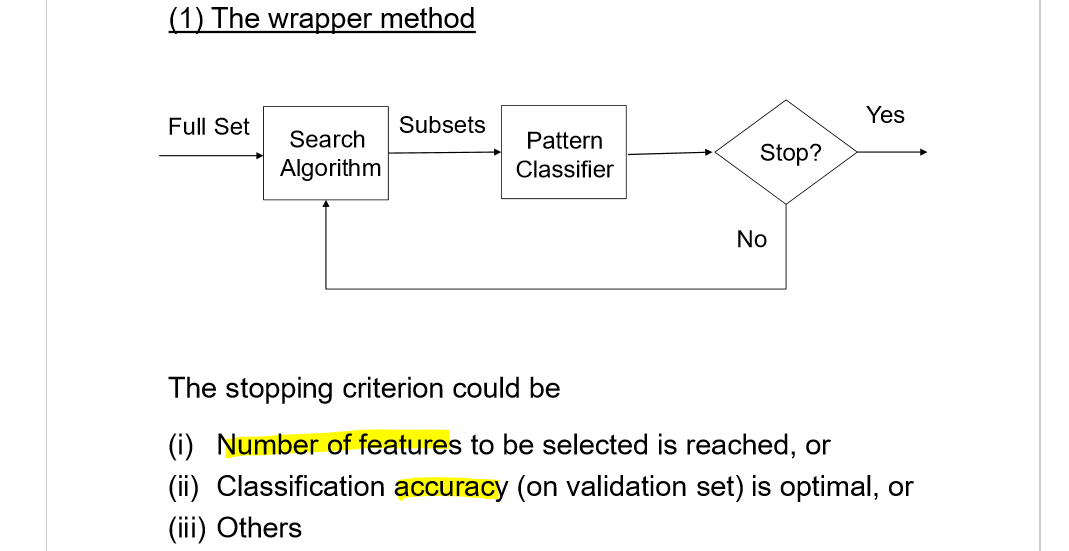 (1) The wrapper method
Full Set
Search
Algorithm
Subsets
Pattern
Classifier
Stop?
Yes
No
The stopping criterion could be
(i) Number of features to be selected is reached, or
(ii) Classification accuracy (on validation set) is optimal, or
(iii) Others